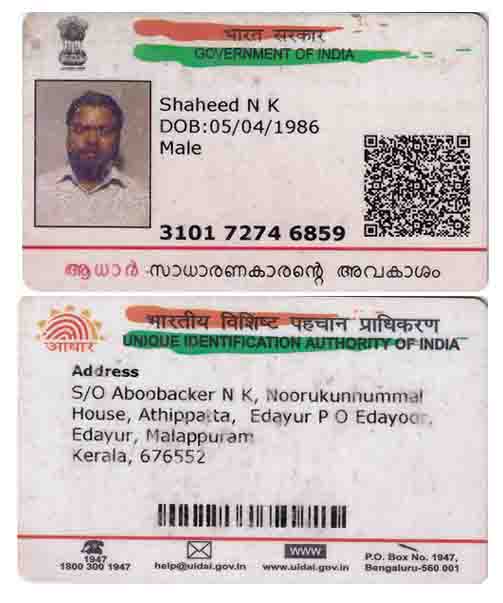 भारत सरकार
GOVERNMENT OF INDIA
Shaheed N K
DOB:05/04/1986
Male
3101 7274 6859
ആധാർ - സാധാരണകാരന്റെ അവകാശം
भारतीय विशिष्ट पहचान प्राधिकरण
UNIQUE IDENTIFICATION AUTHORITY OF INDIA
आधार
Address
S/O Aboobacker N K, Noorukunnummal
House, Athippatta, Edayur P O Edayoor,
Edayur, Malappuram
Kerala, 676552
1947
1800 300 1947
help@uidai.gov.in
WWW
www.uidai.gov.in
P.O. Box No. 1947,
Bengaluru-560 001